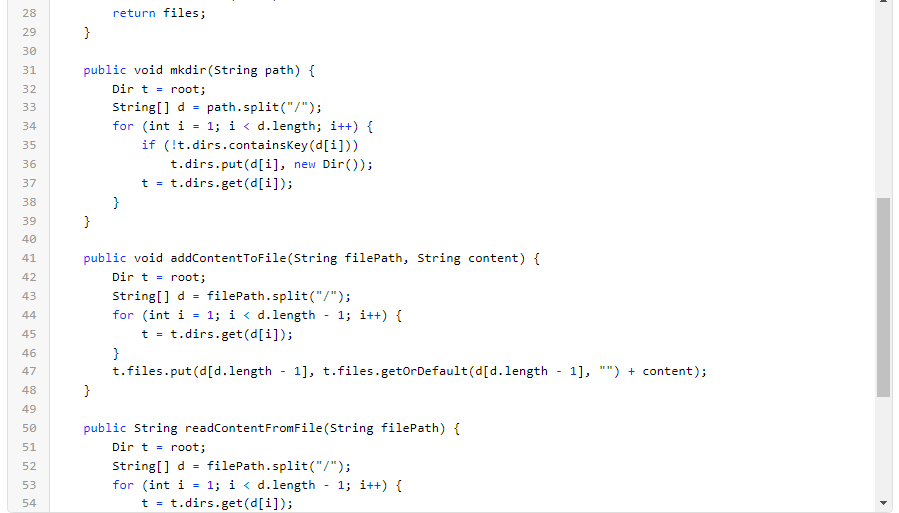 28 return files;
29 }
30
31 public void mkdir(String path) {
32 Dir t = root;
33 String[] d = path.split("/");
34 for (int i = 1; i < d.length; i++) {
35 if (!t.dirs.containsKey(d[i]))
36 t.dirs.put(d[i], new Dir());
37 t = t.dirs.get(d[i]);
38 }
39 }
40
41 public void addContentToFile(String filePath, String content) {
42 Dir t = root;
43 String[] d = filePath.split("/");
44 for (int i = 1; i < d.length - 1; i++) {
45 t = t.dirs.get(d[i]);
46 }
47 t.files.put(d[d.length - 1], t.files.getOrDefault(d[d.length - 1], "") + content);
48 }
49
50 public String readContentFromFile(String filePath) {
51 Dir t = root;
52 String[] d = filePath.split("/");
53 for (int i = 1; i < d.length - 1; i++) {
54 t = t.dirs.get(d[i]);